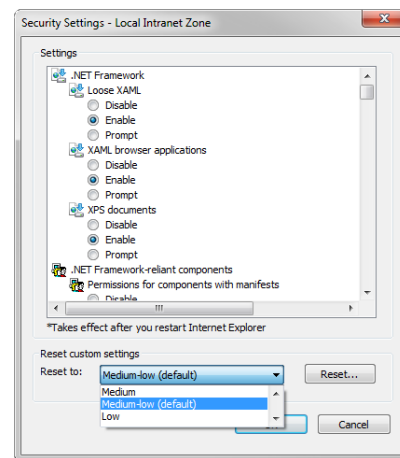 Security Settings - Local Intranet Zone
Settings
.NET Framework
Loose XAML
Disable
Enable
Prompt
XAML browser applications
Disable
Enable
Prompt
XPS documents
Disable
Enable
Prompt
.NET Framework-reliant components
Permissions for components with manifests
Disable
*Takes effect after you restart Internet Explorer
Reset custom settings
Reset to: Medium-low (default) Reset...
Medium
Medium-low (default)
Low
Cancel